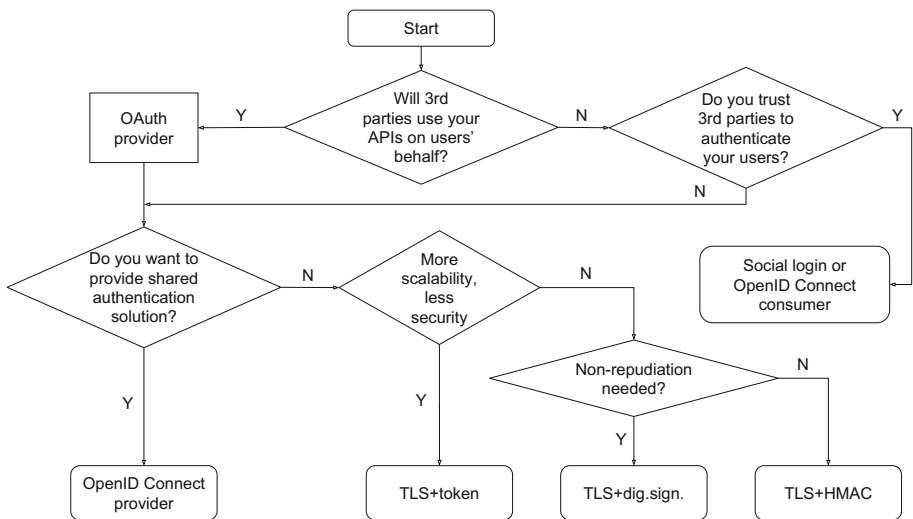 Start
Will 3rd
parties use your
APIs on users'
behalf?
Y
N
OAuth
provider
Do you trust
3rd parties to
authenticate
your users?
Y
N
Do you want to
provide shared
authentication
solution?
N
Y
More
scalability,
less
security
N
Y
Social login or
OpenID Connect
consumer
Non-repudiation
needed?
N
Y
OpenID Connect
provider
TLS+token
TLS+dig.sign.
TLS+HMAC